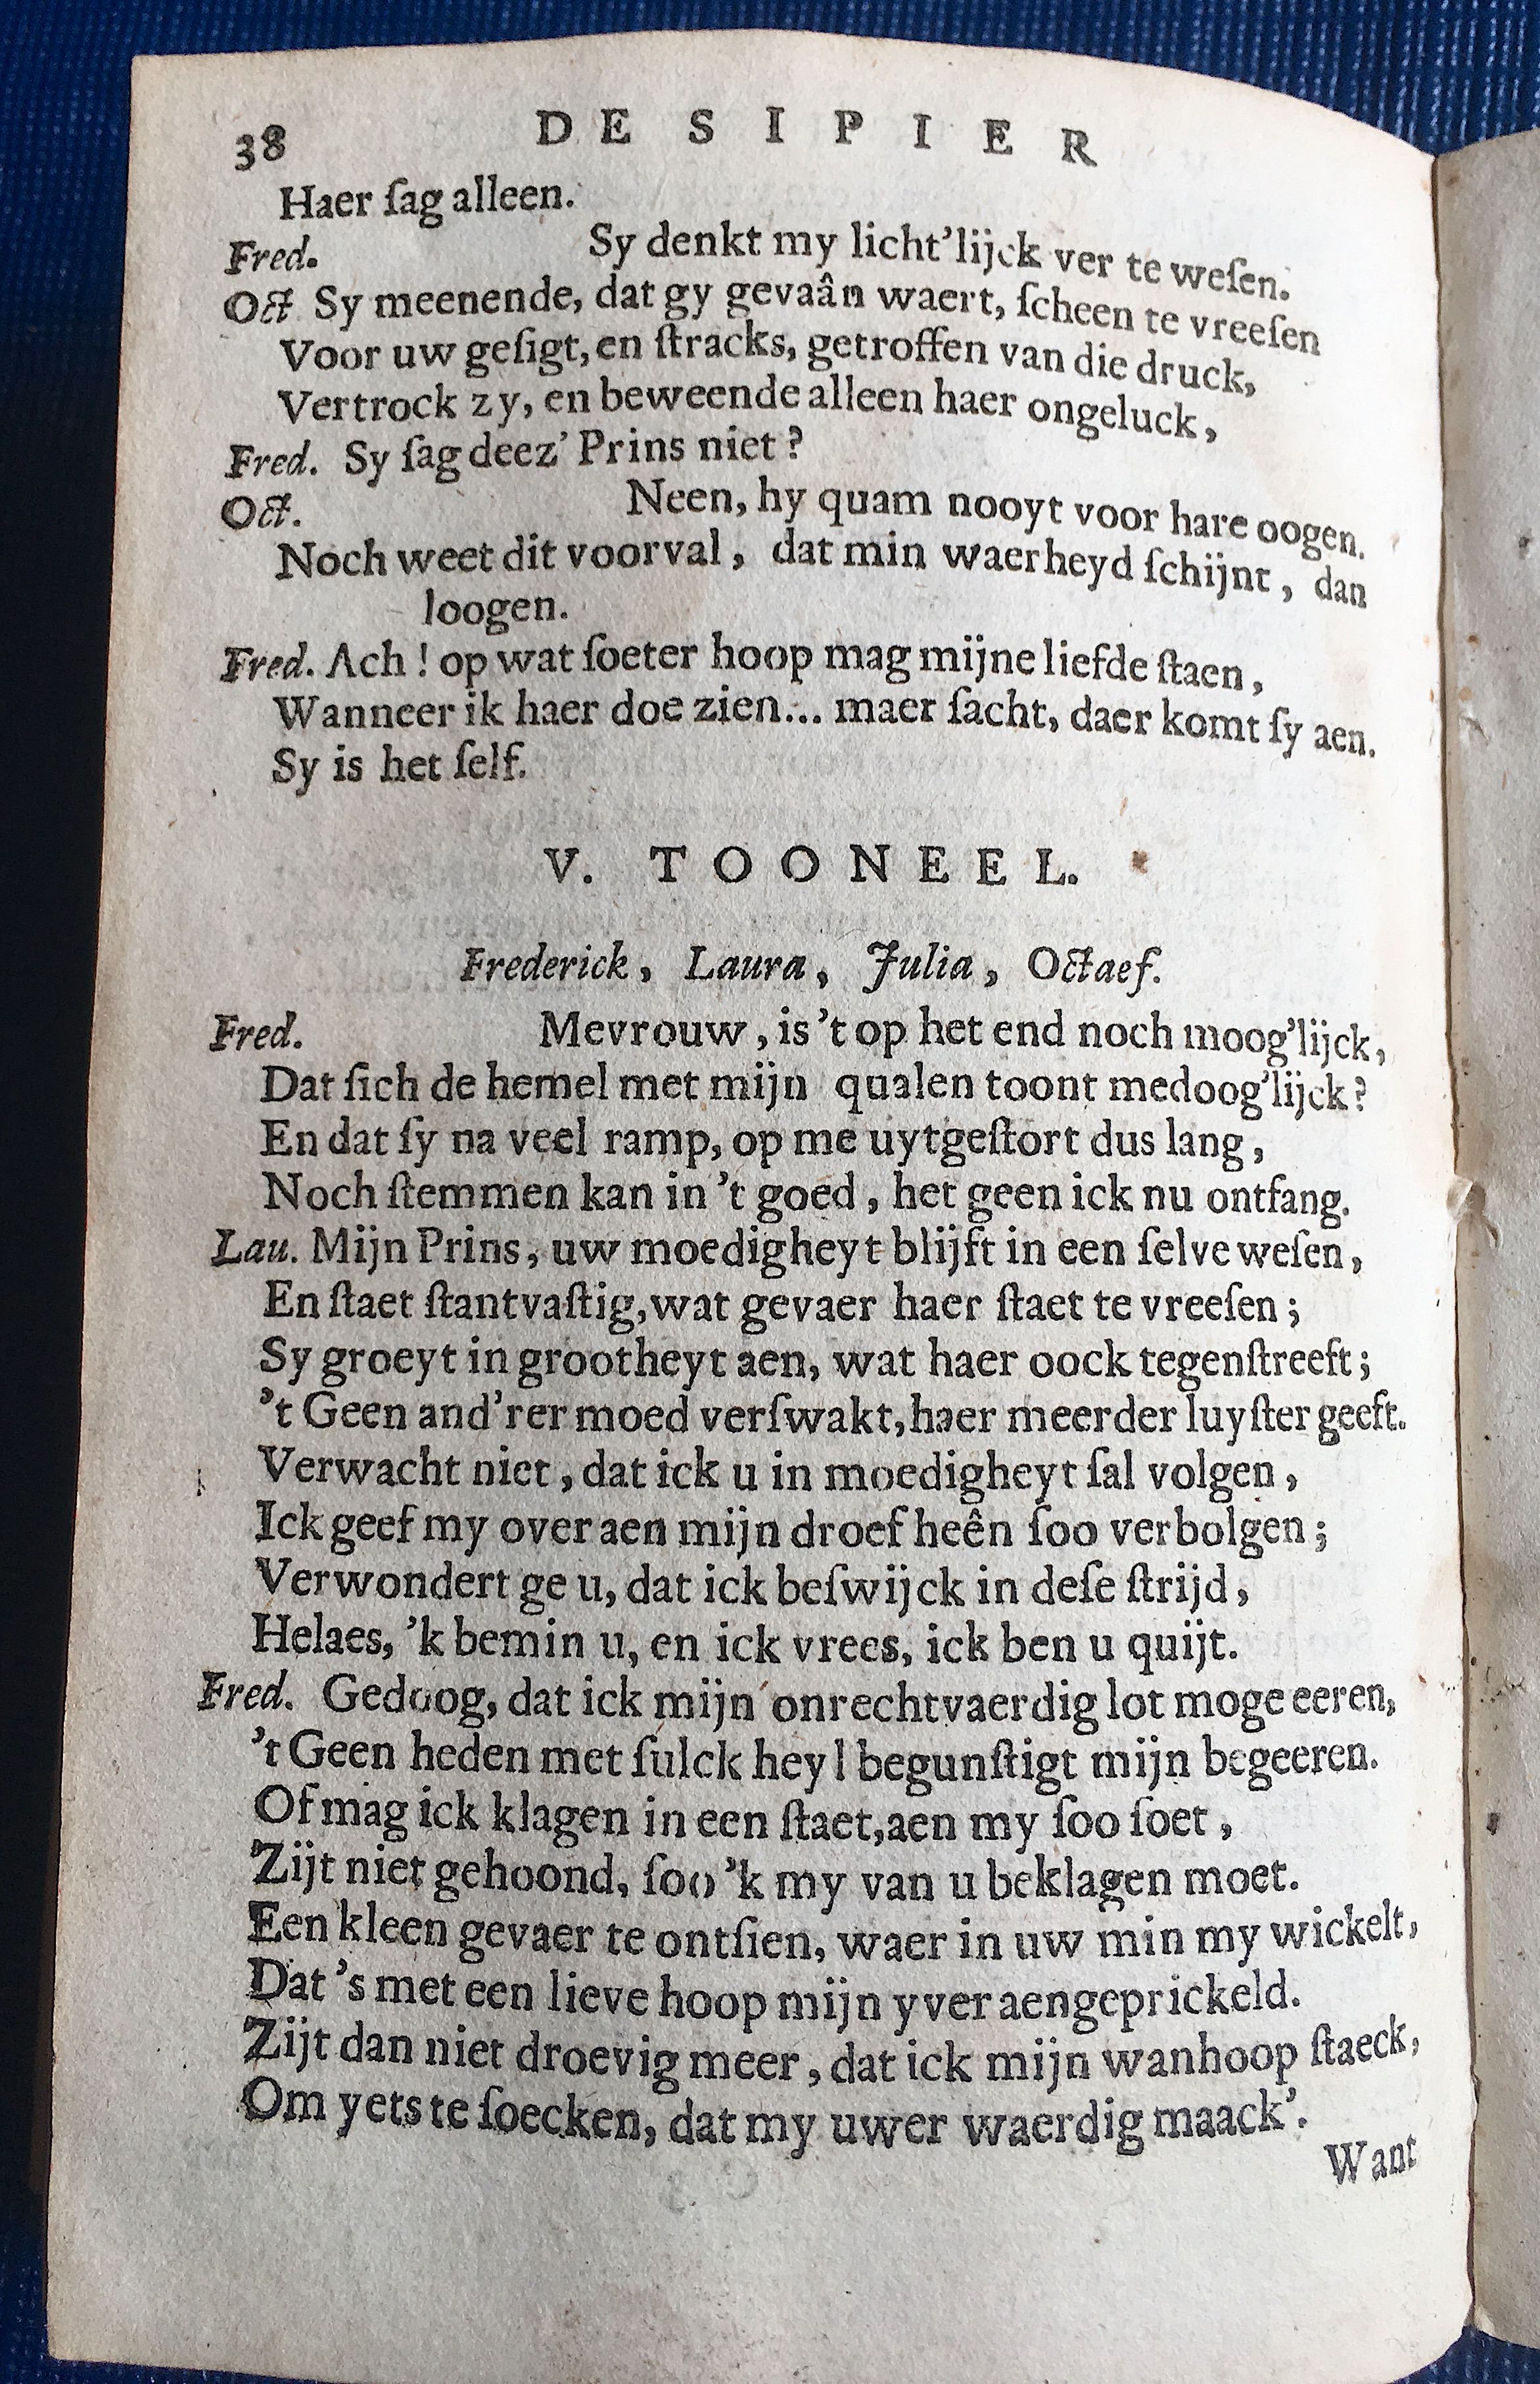 38 DE SIPIER
Haer ſag alleen.
Fred. Sy denkt my licht'lijck ver te weſen.
Oct Sy meenende, dat gy gevaân waert, ſcheen te vreeſen
Voor uw geſigt, en ſtracks, getroffen van die druck,
Vertrock zy, en beweende alleen haer ongeluck,
Fred. Sy ſag deez' Prins niet?
Oct. Neen, hy quam nooyt voor hare oogen.
Noch weet dit voorval, dat min waerheyd ſchijnt, dan
loogen.
Fred. Ach! op wat ſoeter hoop mag mijne liefde ſtaen,
Wanneer ik haer doe zien... maer ſacht, daer komt ſy aen.
Sy is het ſelf.
V. TOONEEL.
Frederick, Laura, Julia, Octaef.
Fred. Mevrouw, is 't op het end noch moog'lijck,
Dat ſich de hemel met mijn qualen toont medoog'lijck?
En dat ſy na veel ramp, op me uytgeſtort dus lang,
Noch ſtemmen kan in 't goed, het geen ick nu ontfang.
Lau. Mijn Prins, uw moedigheyt blijft in een ſelve weſen,
En ſtaet ſtantvaſtig, wat gevaer haer ſtaet te vreeſen;
Sy groeyt in grootheyt aen, wat haer oock tegenſtreeft;
't Geen and'rer moed verſwakt, haer meerder luyſter geeft.
Verwacht niet, dat ick u in moedigheyt ſal volgen,
Ick geef my over aen mijn droefheên ſoo verbolgen;
Verwondert ge u, dat ick beſwijck in deſe ſtrijd,
Helaes, 'k bemin u, en ick vrees, ick ben u quijt.
Fred. Gedoog, dat ick mijn onrechtvaerdig lot moge eeren,
't Geen heden met ſulck heyl begunſtigt mijn begeeren.
Of mag ick klagen in een ſtaet, aen my ſoo ſoet,
Zijt niet gehoond, ſoo 'k my van u beklagen moet.
Een kleen gevaer te ontſien, waer in uw min my wickelt,
Dat 's met een lieve hoop mijn yver aengeprickeld.
Zijt dan niet droevig meer, dat ick mijn wanhoop ſtaeck,
Om yets te ſoecken, dat my uwer waerdig maack'.
Want